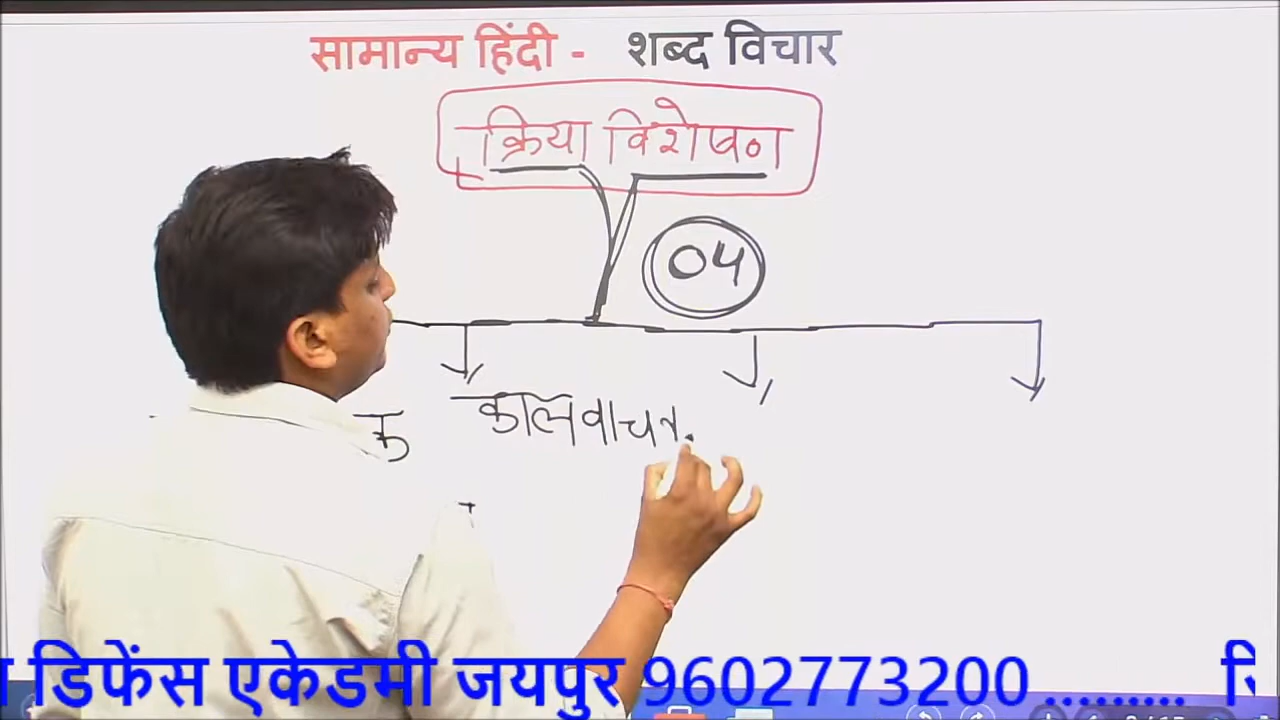 सामान्य हिंदी - शब्द विचार
क्रिया विशेषण
04
क कालवाचक
डिफेंस एकेडमी जयपुर 9602773200 ........